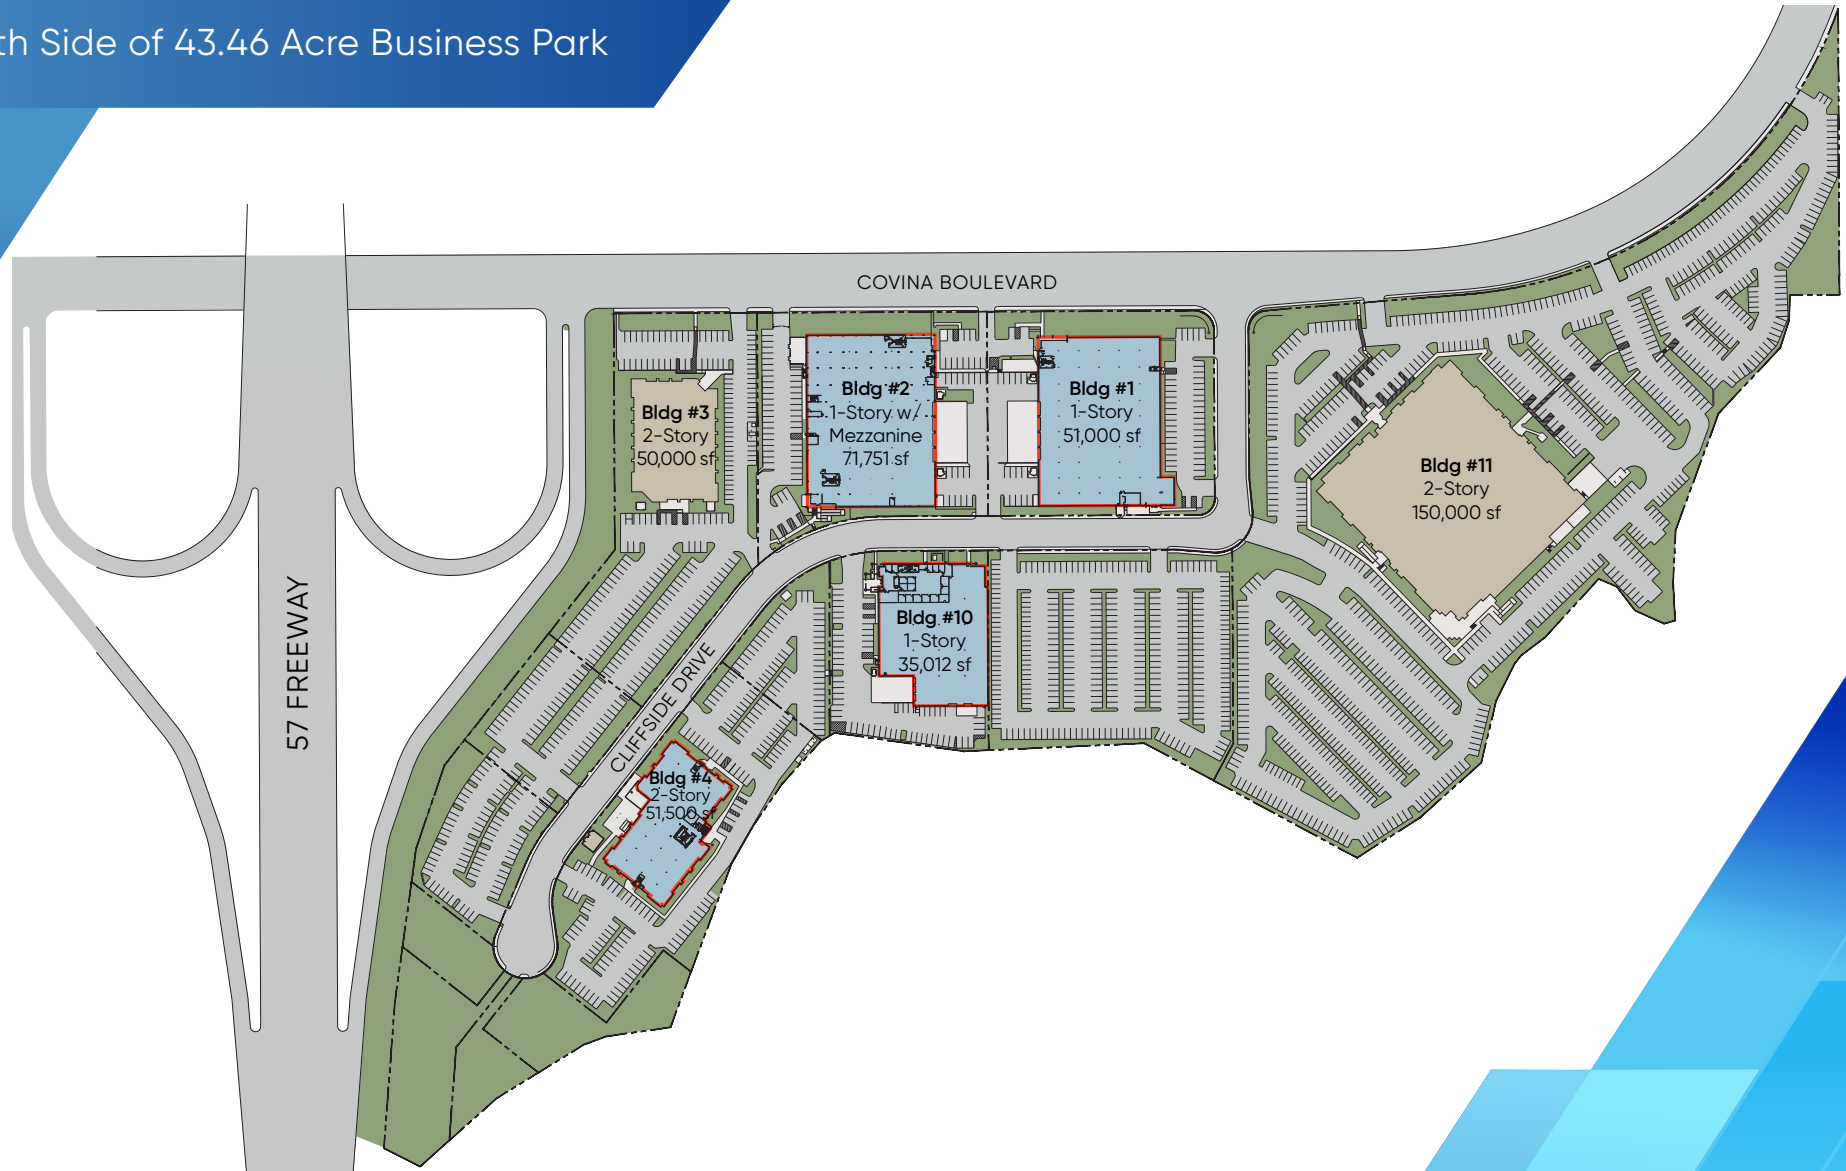 th Side of 43.46 Acre Business Park
COVINA BOULEVARD
Bldg #3
2-Story
50,000 sf
Bldg #2
1-Story w/
Mezzanine
71,751 sf
Bldg #1
1-Story
51,000 sf
Bldg #11
2-Story
150,000 sf
Bldg #10
1-Story
35,012 sf
57 FREEWAY
CLIFFSIDE DRIVE
Bldg #4
2-Story
51,500 sf